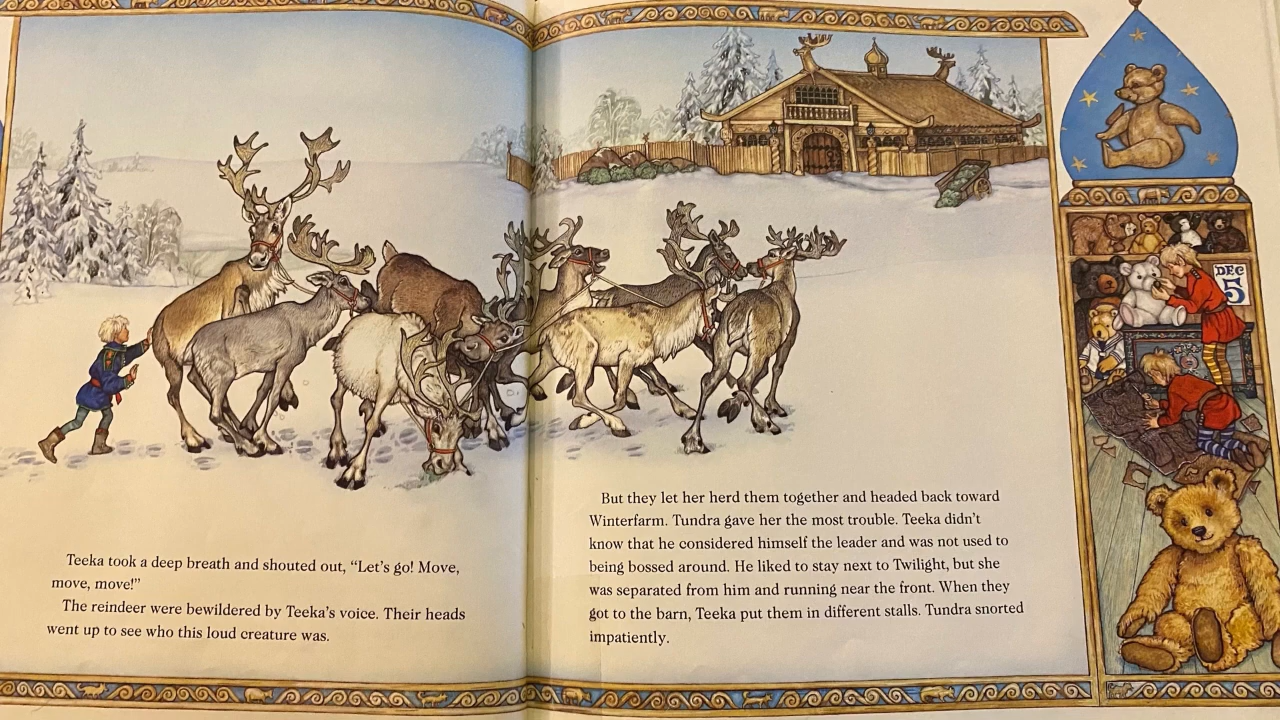 Teeka took a deep breath and shouted out, “Let’s go! Move,
move, move!”
The reindeer were bewildered by Teeka’s voice. Their heads
went up to see who this loud creature was.
But they let her herd them together and headed back toward
Winterfarm. Tundra gave her the most trouble. Teeka didn’t
know that he considered himself the leader and was not used to
being bossed around. He liked to stay next to Twilight, but she
was separated from him and running near the front. When they
got to the barn, Teeka put them in different stalls. Tundra snorted
impatiently.
DEC
5